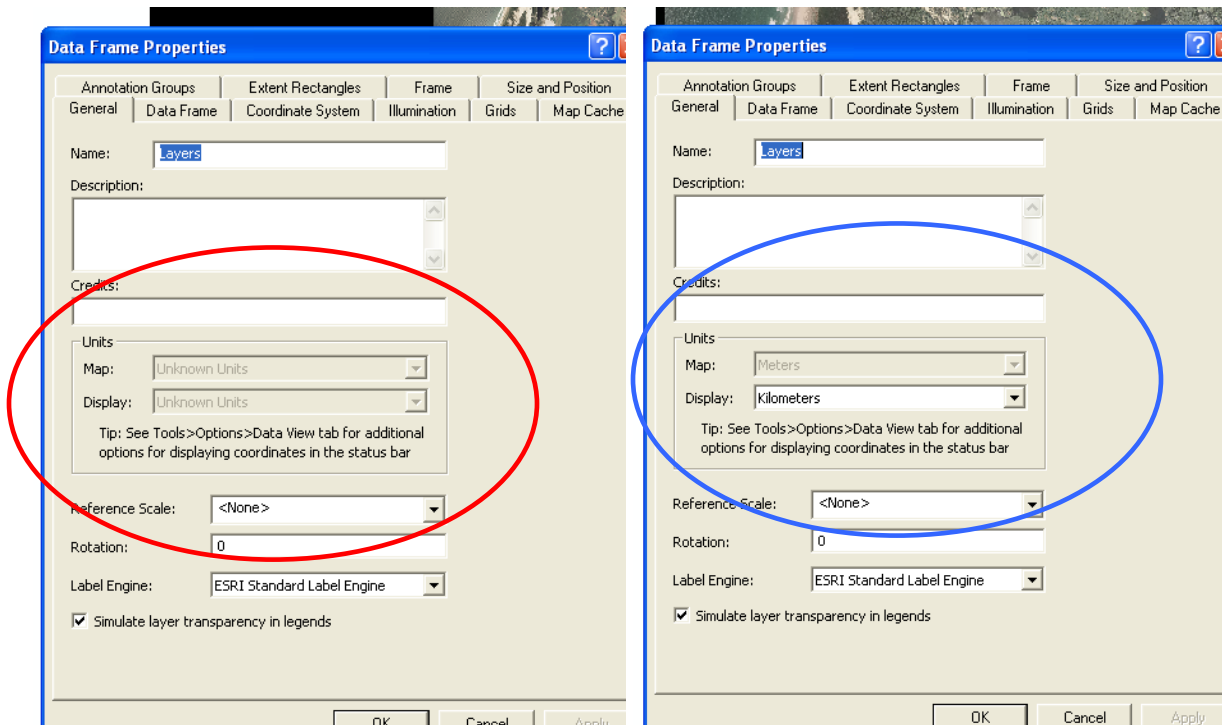 Data Frame Properties
?
Annotation Groups Extent Rectangles Frame Size and Position
General Data Frame Coordinate System Illumination Grids Map Cache
Name: Layers
Description:
Credits:
Units
Map: Unknown Units
Display: Unknown Units
Tip: See Tools>Options>Data View tab for additional
options for displaying coordinates in the status bar
Reference Scale: <None>
Rotation: 0
Label Engine: ESRI Standard Label Engine
Simulate layer transparency in legends
OK Cancel Apply
Data Frame Properties
?
Annotation Groups Extent Rectangles Frame Size and Position
General Data Frame Coordinate System Illumination Grids Map Cache
Name: Layers
Description:
Credits:
Units
Map: Meters
Display: Kilometers
Tip: See Tools>Options>Data View tab for additional
options for displaying coordinates in the status bar
Reference Scale: <None>
Rotation: 0
Label Engine: ESRI Standard Label Engine
Simulate layer transparency in legends
OK Cancel Apply